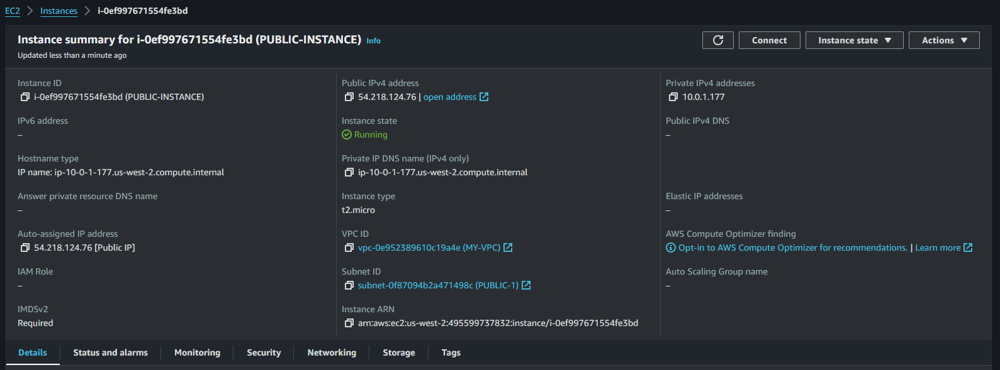 EC2 > Instances > i-0ef997671554fe3bd
Instance summary for i-0ef997671554fe3bd (PUBLIC-INSTANCE) Info
Updated less than a minute ago
Connect
Instance state
Actions
Instance ID
i-0ef997671554fe3bd (PUBLIC-INSTANCE)
Public IPv4 address
54.218.124.76 | open address
Private IPv4 addresses
10.0.1.177
IPv6 address
–
Instance state
Running
Public IPv4 DNS
–
Hostname type
IP name: ip-10-0-1-177.us-west-2.compute.internal
Private IP DNS name (IPv4 only)
ip-10-0-1-177.us-west-2.compute.internal
Answer private resource DNS name
–
Instance type
t2.micro
Elastic IP addresses
–
Auto-assigned IP address
54.218.124.76 [Public IP]
VPC ID
vpc-0e952389610c19a4e (MY-VPC)
AWS Compute Optimizer finding
Opt-in to AWS Compute Optimizer for recommendations. | Learn more
IAM Role
–
Subnet ID
subnet-0f87094b2a471498c (PUBLIC-1)
Auto Scaling Group name
–
IMDSv2
Required
Instance ARN
arn:aws:ec2:us-west-2:495599737832:instance/i-0ef997671554fe3bd
Details
Status and alarms
Monitoring
Security
Networking
Storage
Tags